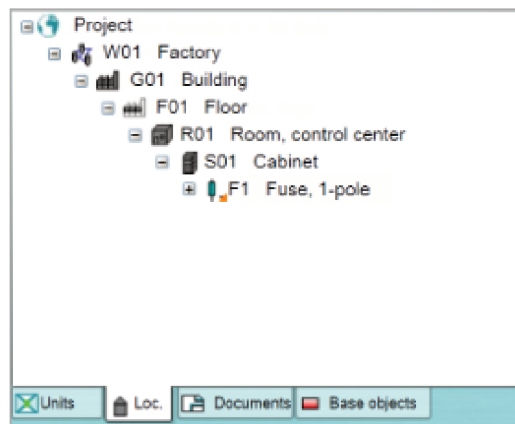 Project
W01 Factory
G01 Building
F01 Floor
R01 Room, control center
S01 Cabinet
F1 Fuse, 1-pole
Units Loc. Documents Base objects